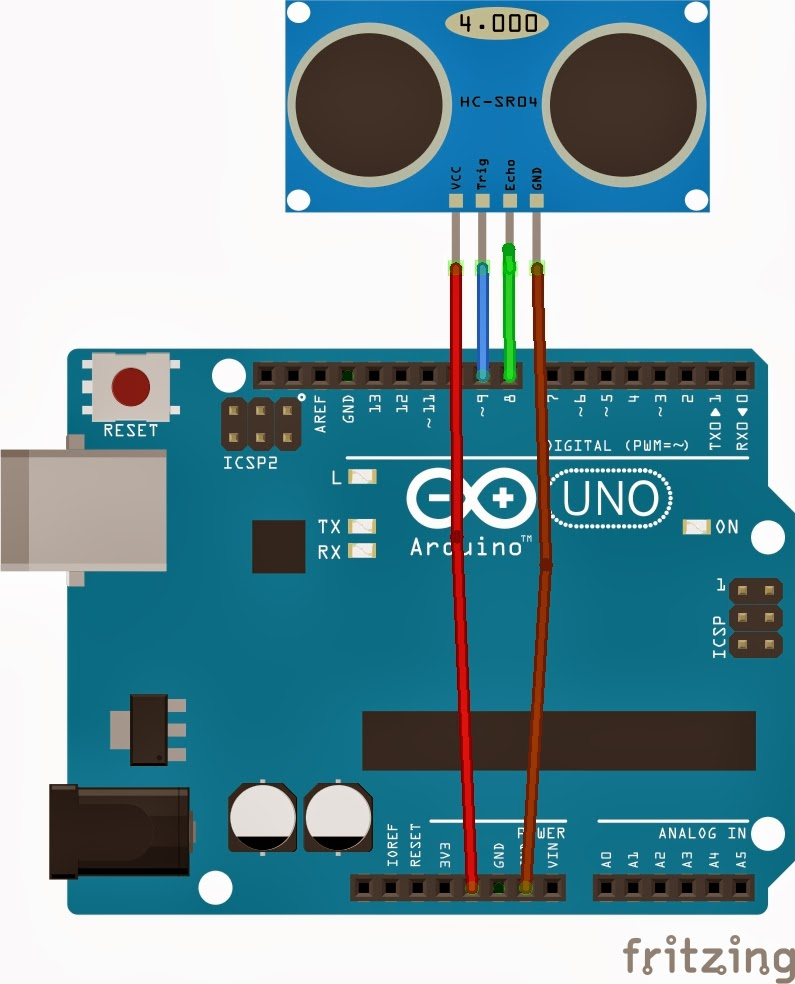 4.000
HC-SR04
VCC Trig Echo GND
RESET
ICSP2
AREF GND 13 12 ~11 ~9 8 7 ~6 ~5 4 ~3 2 TX0 1 RX0 0
DIGITAL (PWM=~)
L
UNO
TX
RX
Arduino™
ON
1
ICSP
POWER
ANALOG IN
IOREF RESET 3V3 GND VIN A0 A1 A2 A3 A4 A5
fritzing